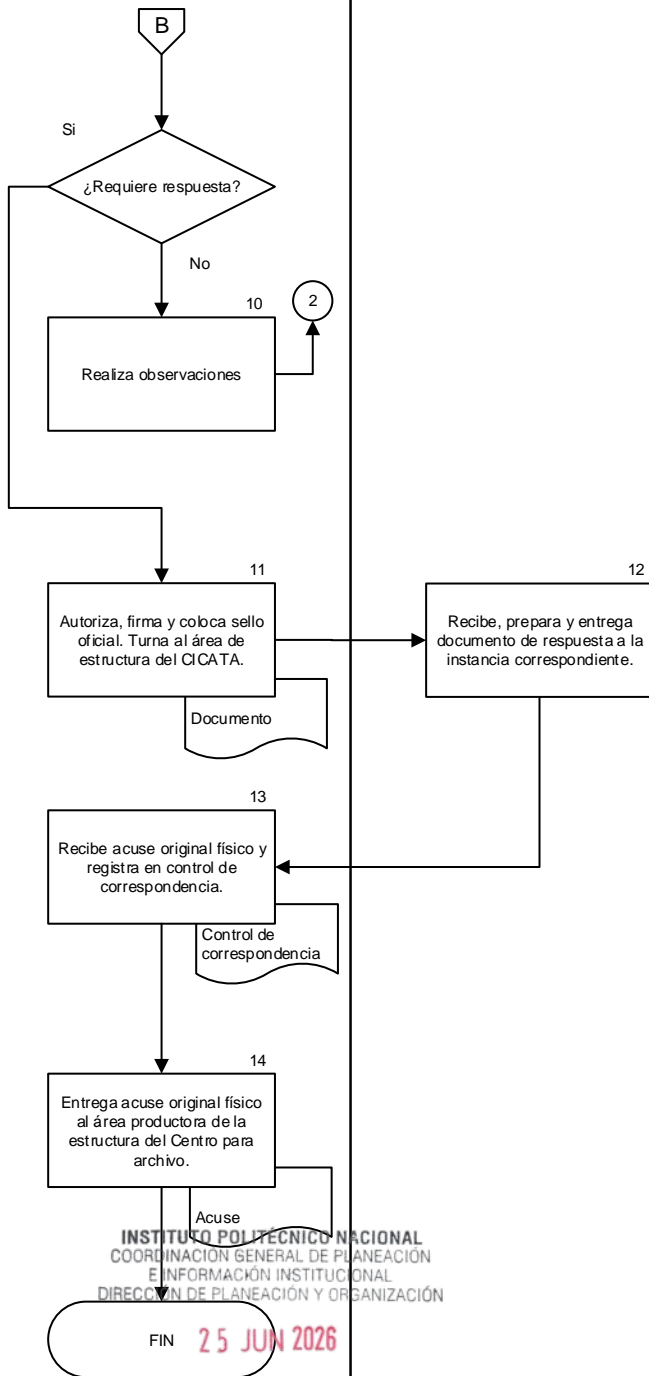 B
Si
¿Requiere respuesta?
No
10
2
Realiza observaciones
11
Autoriza, firma y coloca sello
oficial. Turna al área de
estructura del CICATA.
Documento
12
Recibe, prepara y entrega
documento de respuesta a la
instancia correspondiente.
13
Recibe acuse original físico y
registra en control de
correspondencia.
Control de
correspondencia
14
Entrega acuse original físico
al área productora de la
estructura del Centro para
archivo.
Acuse
INSTITUTO POLITÉCNICO NACIONAL
COORDINACIÓN GENERAL DE PLANEACIÓN
E INFORMACIÓN INSTITUCIONAL
DIRECCIÓN DE PLANEACIÓN Y ORGANIZACIÓN
FIN
25 JUN 2026